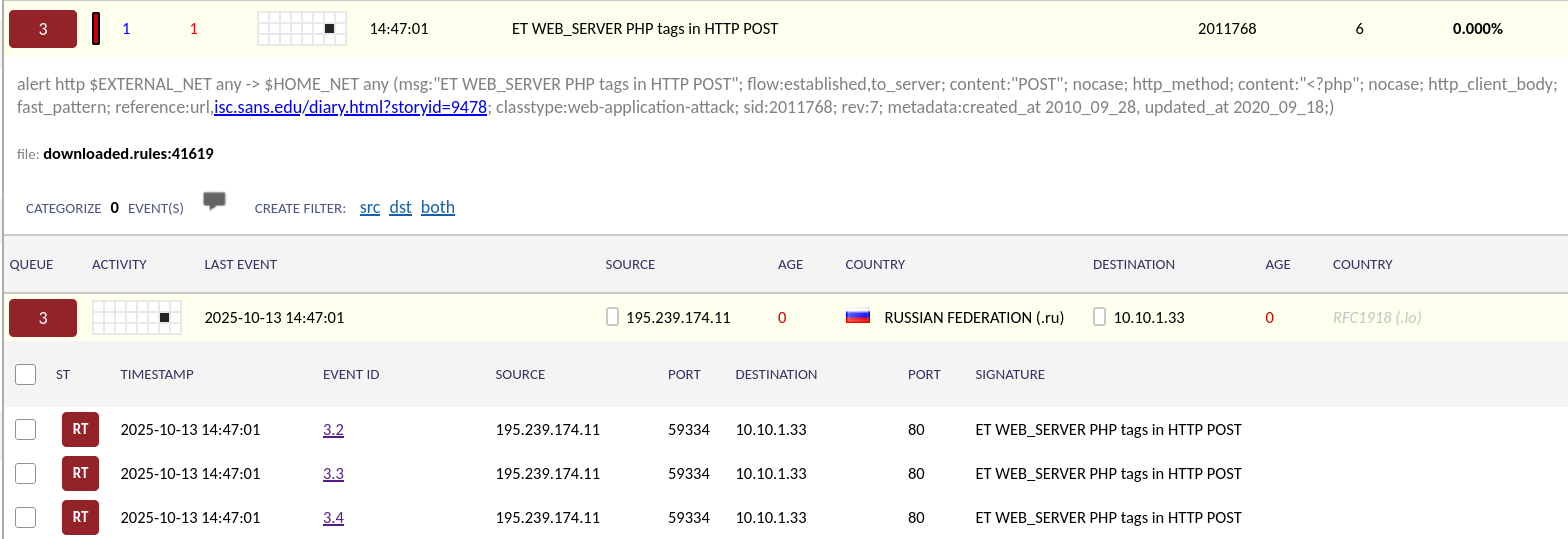 3 1 1 14:47:01 ET WEB_SERVER PHP tags in HTTP POST 2011768 6 0.000%
alert http $EXTERNAL_NET any -> $HOME_NET any (msg:"ET WEB_SERVER PHP tags in HTTP POST"; flow:established,to_server; content:"POST"; nocase; http_method; content:"<?php"; nocase; http_client_body;
fast_pattern; reference:url,isc.sans.edu/diary.html?storyid=9478; classtype:web-application-attack; sid:2011768; rev:7; metadata:created_at 2010_09_28, updated_at 2020_09_18;)
file: downloaded.rules:41619
CATEGORIZE 0 EVENT(S) CREATE FILTER: src dst both
QUEUE ACTIVITY LAST EVENT SOURCE AGE COUNTRY DESTINATION AGE COUNTRY
3 2025-10-13 14:47:01 195.239.174.11 0 RUSSIAN FEDERATION (.ru) 10.10.1.33 0 RFC1918 (.lo)
ST TIMESTAMP EVENT ID SOURCE PORT DESTINATION PORT SIGNATURE
RT 2025-10-13 14:47:01 3.2 195.239.174.11 59334 10.10.1.33 80 ET WEB_SERVER PHP tags in HTTP POST
RT 2025-10-13 14:47:01 3.3 195.239.174.11 59334 10.10.1.33 80 ET WEB_SERVER PHP tags in HTTP POST
RT 2025-10-13 14:47:01 3.4 195.239.174.11 59334 10.10.1.33 80 ET WEB_SERVER PHP tags in HTTP POST